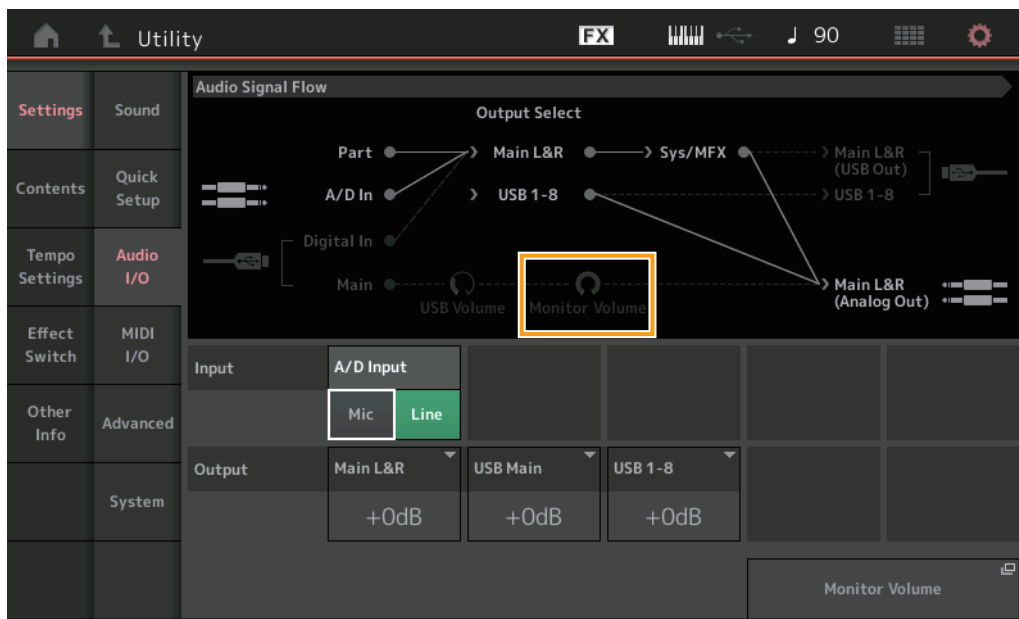 Utility
FX
90
Settings
Sound
Contents
Quick
Setup
Tempo
Settings
Audio
I/O
Effect
Switch
MIDI
I/O
Other
Info
Advanced
System
Audio Signal Flow
Output Select
Part
Main L&R
Sys/MFX
Main L&R
(USB Out)
A/D In
USB 1-8
USB 1-8
Digital In
Main
USB Volume
Monitor Volume
Main L&R
(Analog Out)
Input
A/D Input
Mic
Line
Output
Main L&R
USB Main
USB 1-8
+0dB
+0dB
+0dB
Monitor Volume